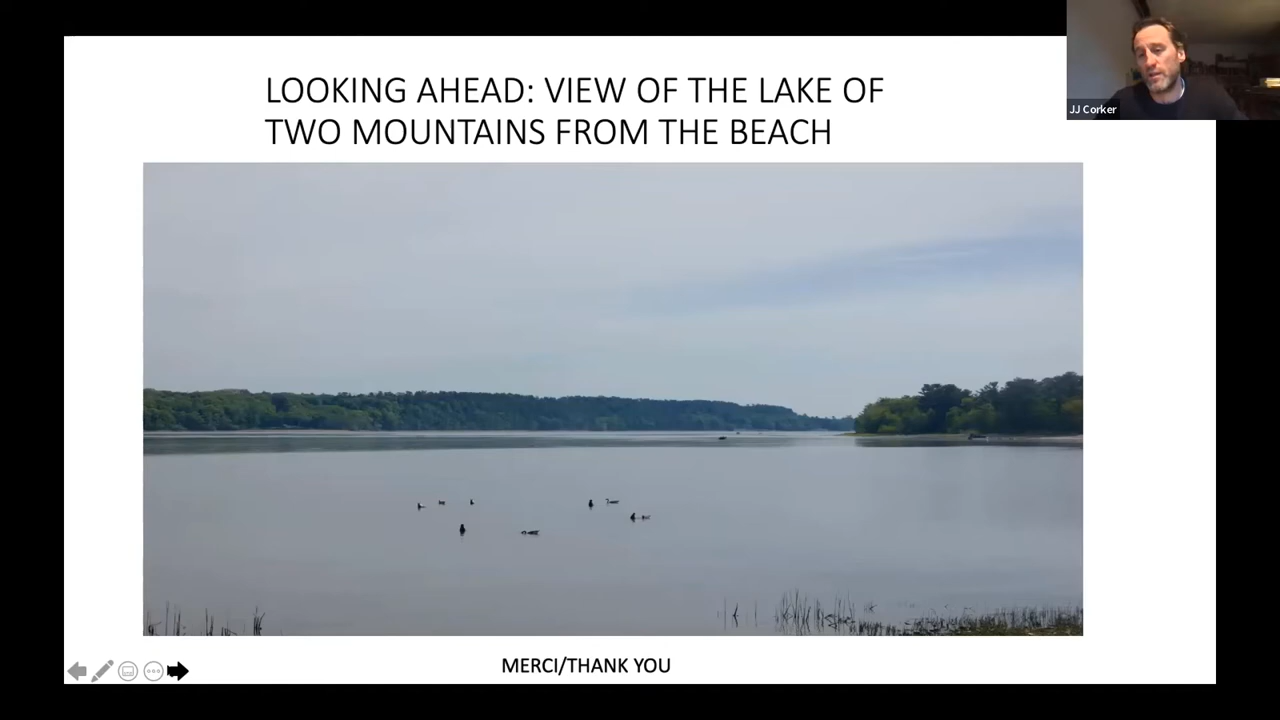 LOOKING AHEAD: VIEW OF THE LAKE OF
TWO MOUNTAINS FROM THE BEACH
JJ Corker
MERCI/THANK YOU